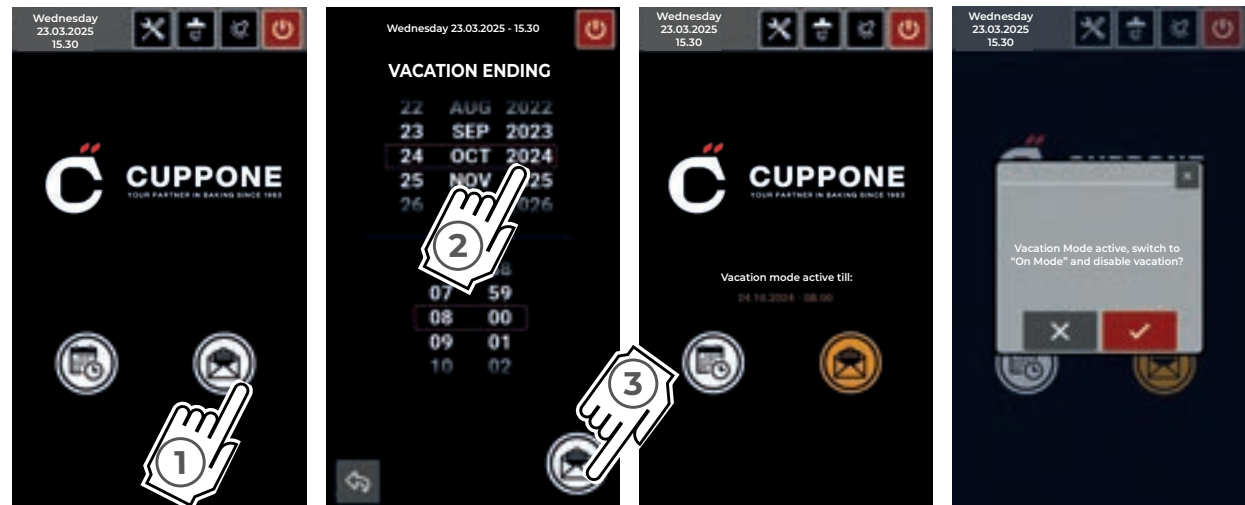 Wednesday
23.03.2025
15.30
CUPPONE
YOUR PARTNER IN BAKING SINCE 1963
1
Wednesday 23.03.2025 - 15.30
VACATION ENDING
22 AUG 2022
23 SEP 2023
24 OCT 2024
25 NOV 25
26 026
2
07 59
08 00
09 01
10 02
Wednesday
23.03.2025
15.30
CUPPONE
YOUR PARTNER IN BAKING SINCE 1963
Vacation mode active till:
24.10.2024 - 08.00
3
Wednesday
23.03.2025
15.30
Vacation Mode active, switch to
“On Mode” and disable vacation?